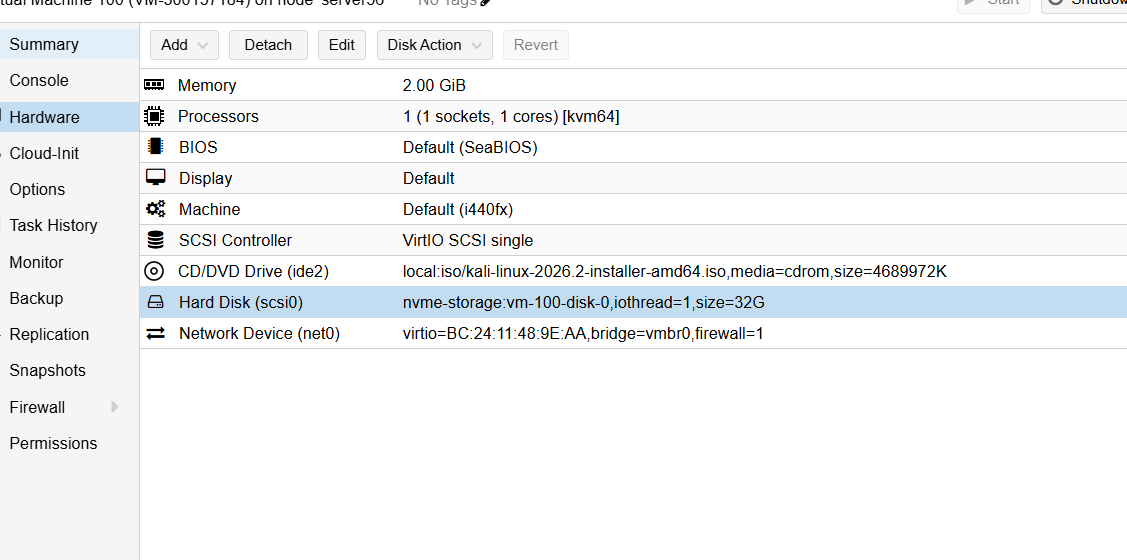 No Tags
Start
Summary
Console
Hardware
Cloud-Init
Options
Task History
Monitor
Backup
Replication
Snapshots
Firewall
Permissions
Add Detach Edit Disk Action Revert
Memory 2.00 GiB
Processors 1 (1 sockets, 1 cores) [kvm64]
BIOS Default (SeaBIOS)
Display Default
Machine Default (i440fx)
SCSI Controller VirtIO SCSI single
CD/DVD Drive (ide2) local:iso/kali-linux-2026.2-installer-amd64.iso,media=cdrom,size=4689972K
Hard Disk (scsi0) nvme-storage:vm-100-disk-0,iothread=1,size=32G
Network Device (net0) virtio=BC:24:11:48:9E:AA,bridge=vmbr0,firewall=1